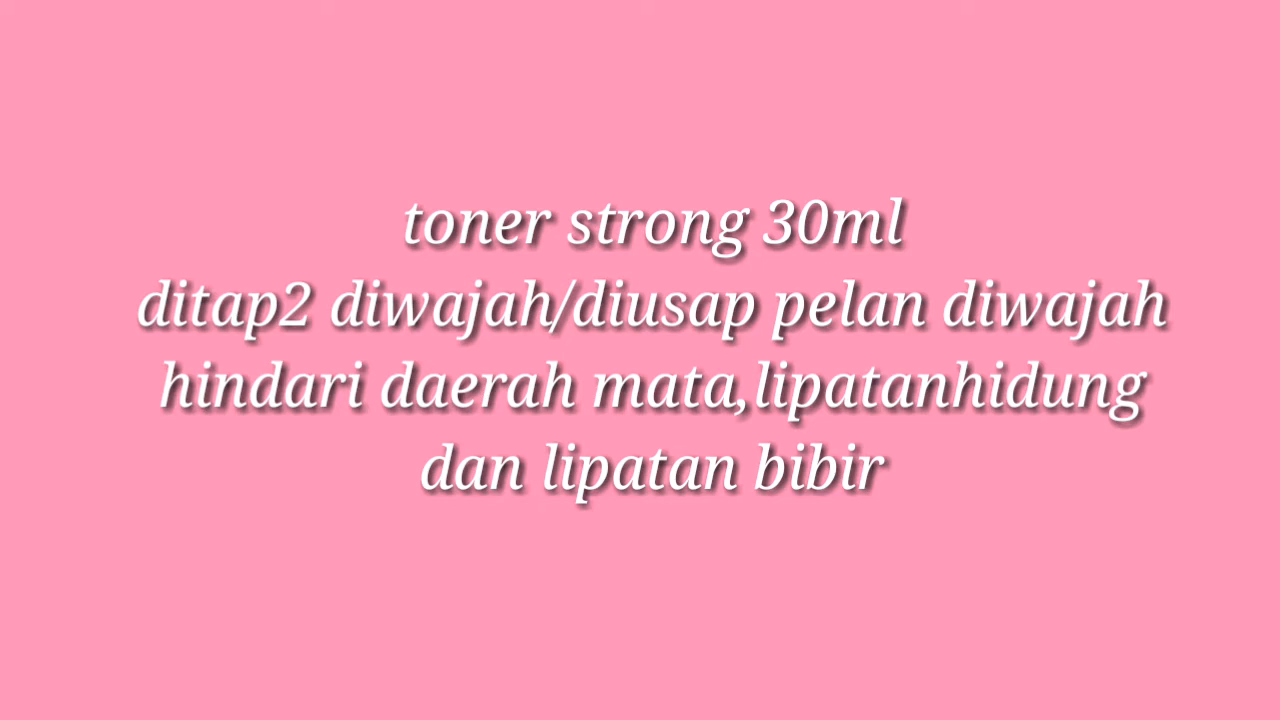 toner strong 30ml
ditap2 diwajah/diusap pelan diwajah
hindari daerah mata,lipatanhidung
dan lipatan bibir